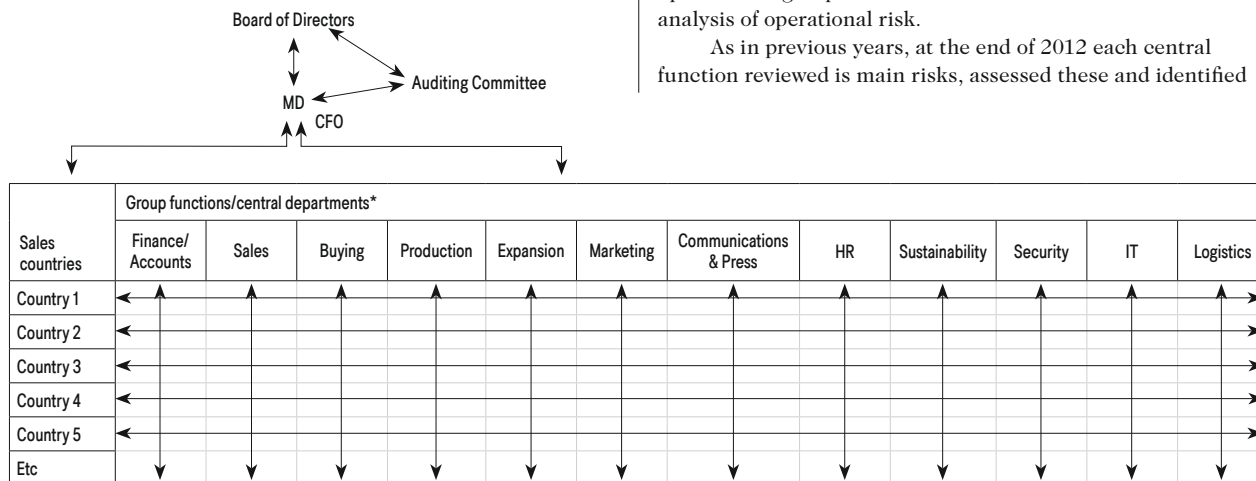 analysis of operational risk.
As in previous years, at the end of 2012 each central
function reviewed is main risks, assessed these and identified
Board of Directors
Auditing Committee
MD
CFO
Sales
countries
Group functions/central departments*
Finance/
Accounts
Sales
Buying
Production
Expansion
Marketing
Communications
& Press
HR
Sustainability
Security
IT
Logistics
Country 1
Country 2
Country 3
Country 4
Country 5
Etc